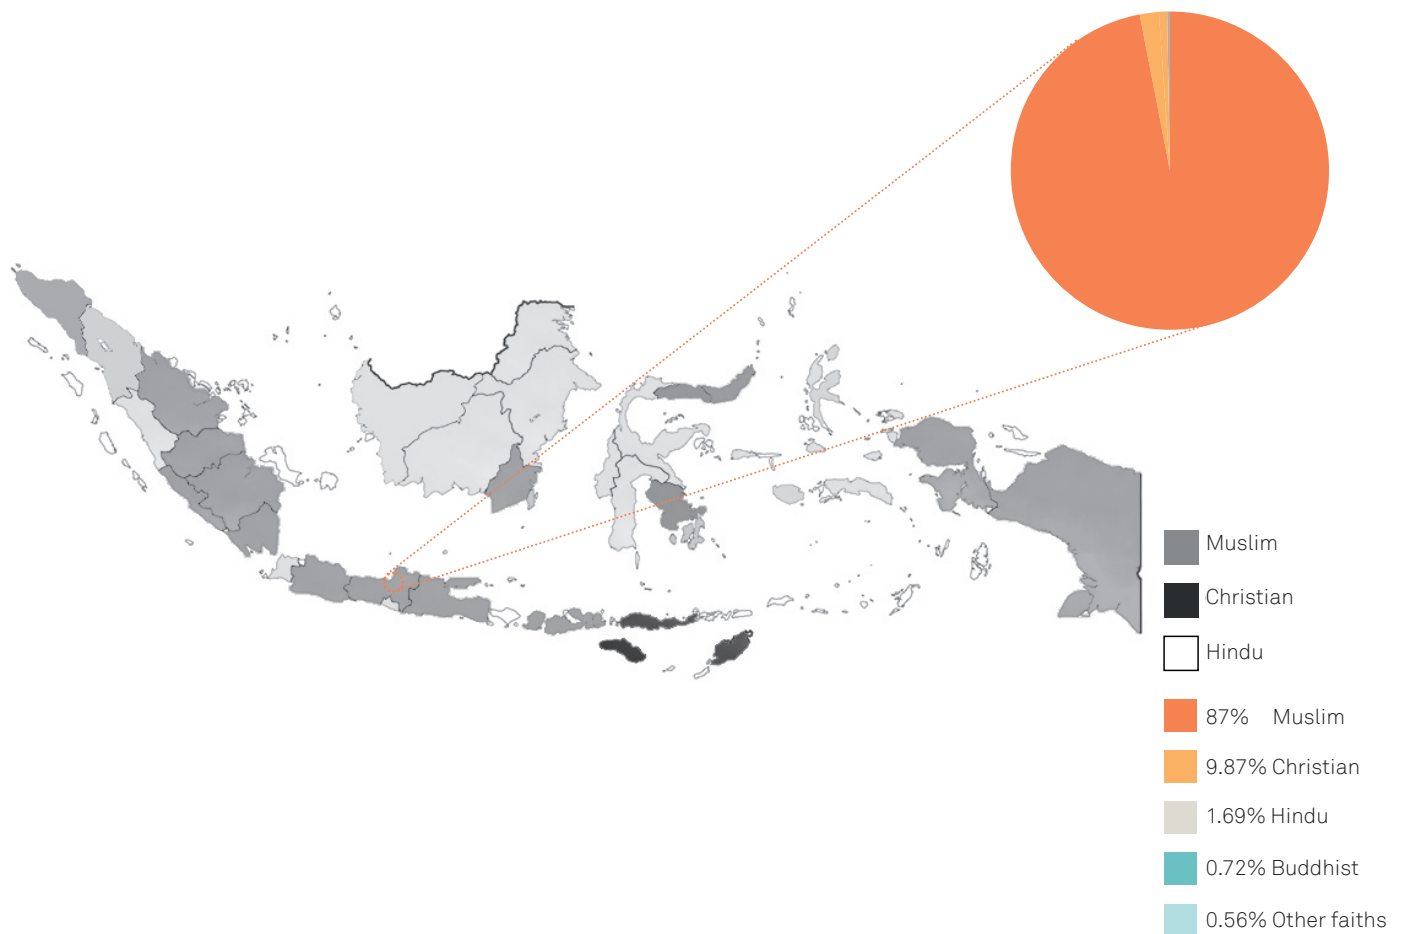 Muslim
Christian
Hindu
87% Muslim
9.87% Christian
1.69% Hindu
0.72% Buddhist
0.56% Other faiths